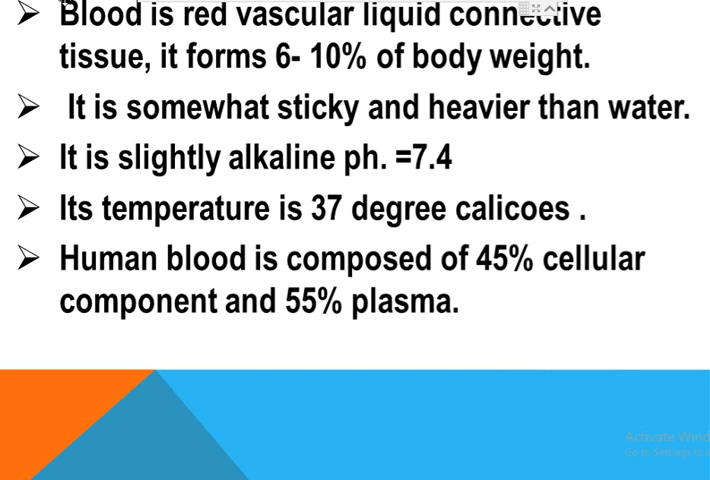 ➢ Blood is red vascular liquid connective
tissue, it forms 6- 10% of body weight.
➢ It is somewhat sticky and heavier than water.
➢ It is slightly alkaline ph. =7.4
➢ Its temperature is 37 degree calicoes .
➢ Human blood is composed of 45% cellular
component and 55% plasma.
Activate Wind
Go to Settings to a